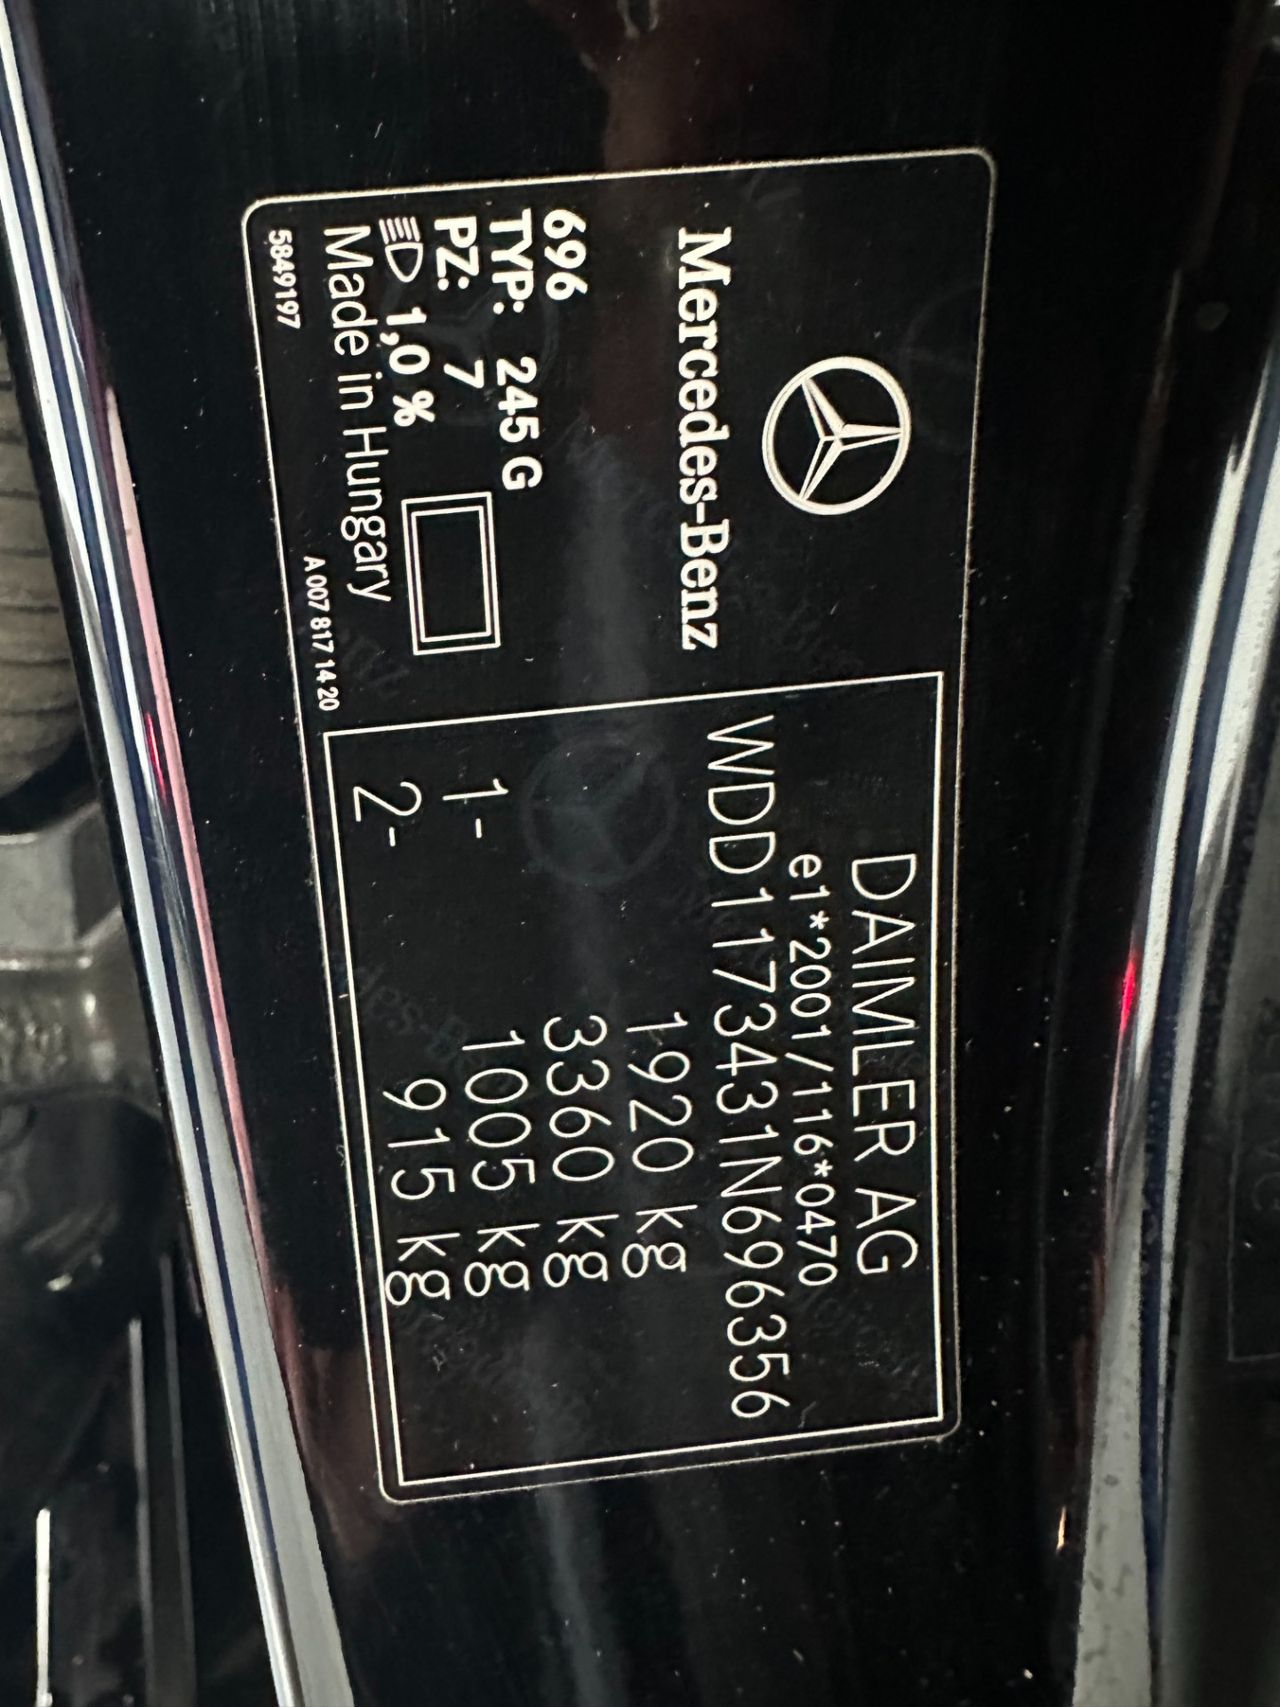 Mercedes-Benz
696
TYP: 245 G
PZ: 7
1,0 %
Made in Hungary
5849197
A 007 817 14 20
DAIMLER AG
e1*2001/116*0470
WDD1173431N696356
1920 kg
3360 kg
1- 1005 kg
2- 915 kg